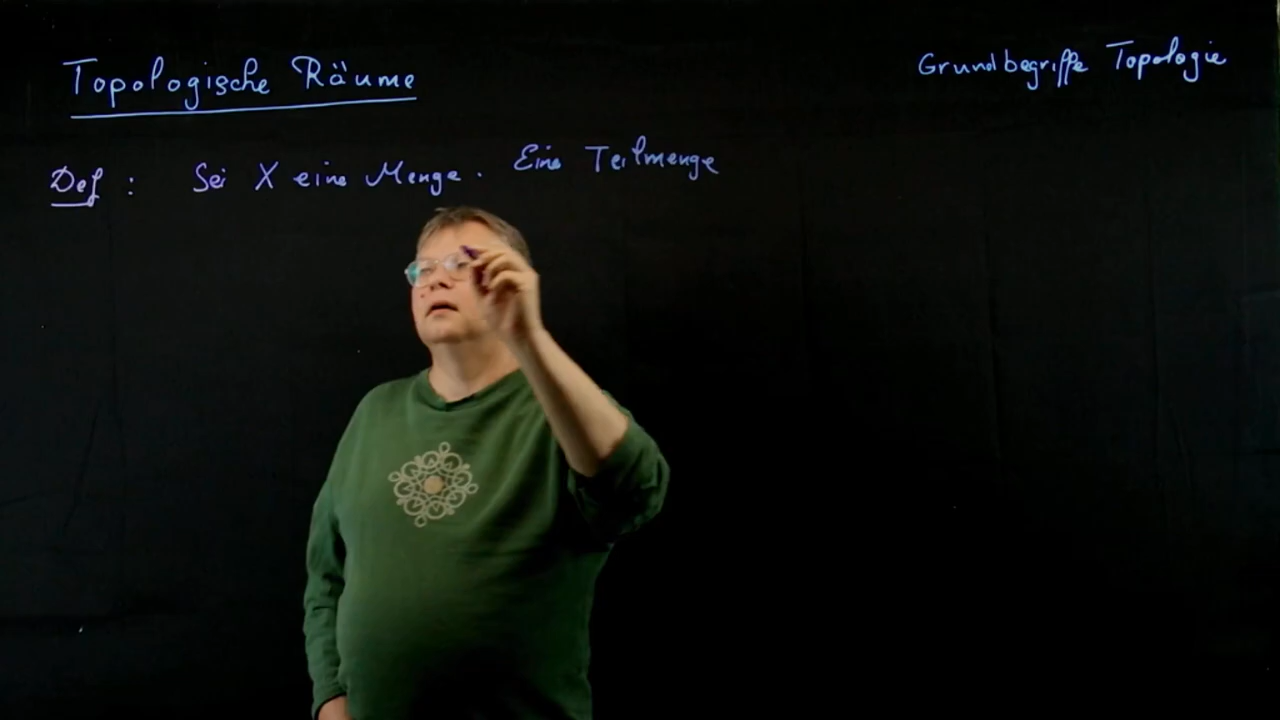 Topologische Räume
Grundbegriffe Topologie
Def : Sei X eine Menge. Eine Teilmenge